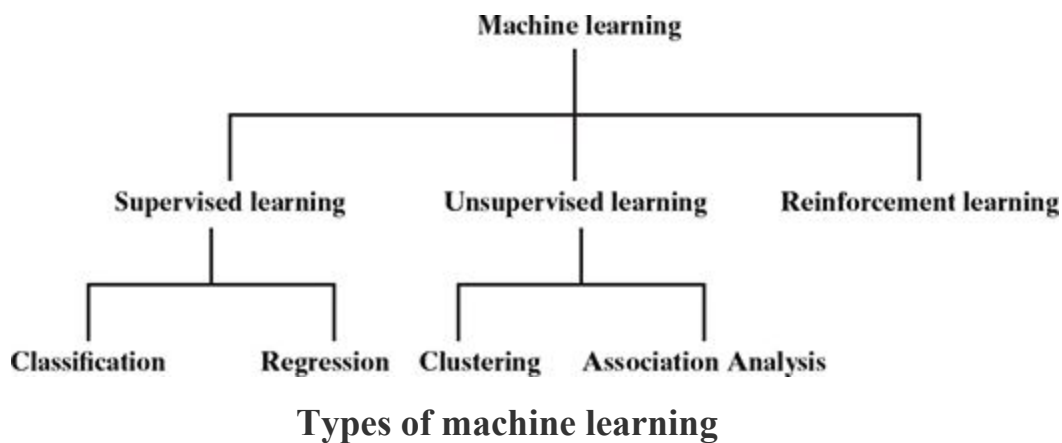 Machine learning
Supervised learning Unsupervised learning Reinforcement learning
Classification Regression Clustering Association Analysis
Types of machine learning